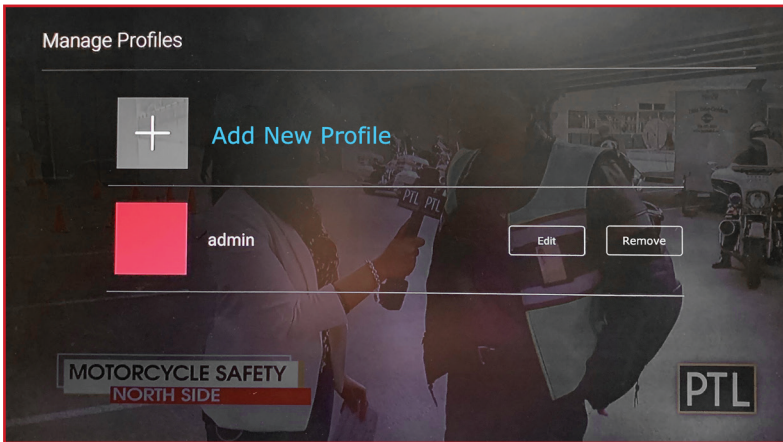 Manage Profiles
Add New Profile
admin
Edit
Remove
PTL PTL
MOTORCYCLE SAFETY
NORTH SIDE
PTL